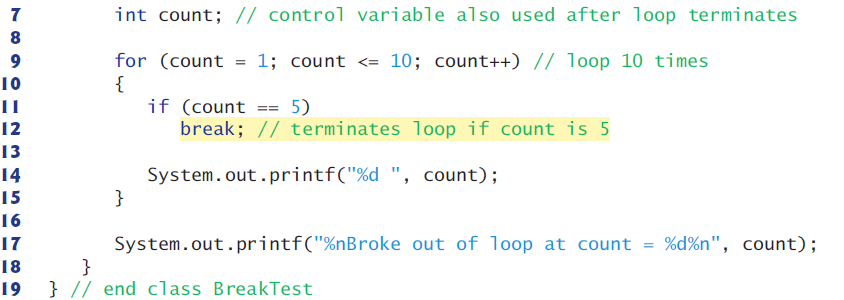 7 int count; // control variable also used after loop terminates
8
9 for (count = 1; count <= 10; count++) // loop 10 times
10 {
11 if (count == 5)
12 break; // terminates loop if count is 5
13
14 System.out.printf("%d ", count);
15 }
16
17 System.out.printf("%nBroke out of loop at count = %d%n", count);
18 }
19 } // end class BreakTest